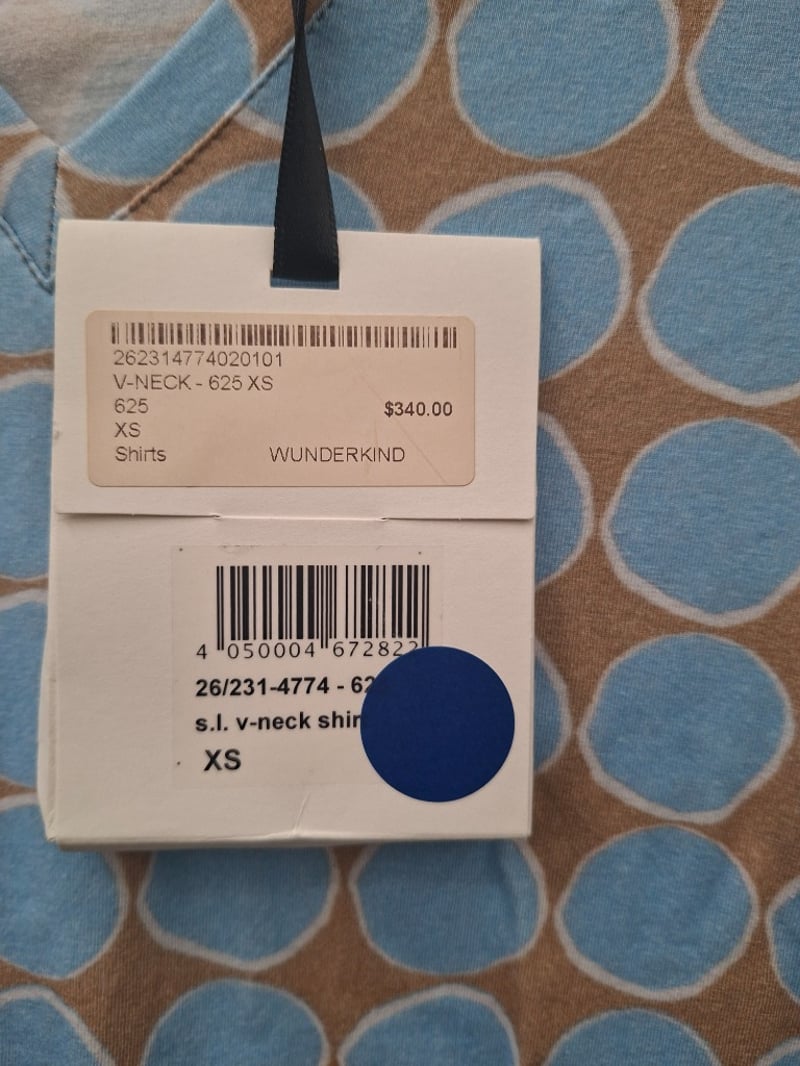 262314774020101
V-NECK - 625 XS
625 $340.00
XS
Shirts WUNDERKIND
4 050004 672822
26/231-4774 - 62
s.l. v-neck shir
XS